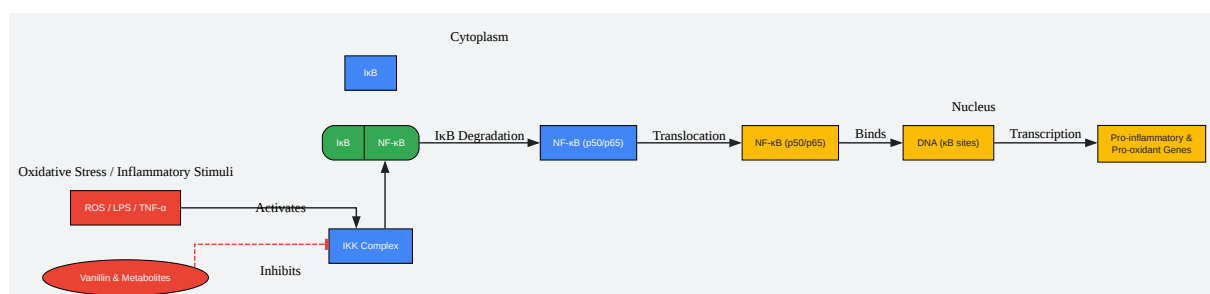 Cytoplasm
IκB
Nucleus
IκB
NF-κB
IκB Degradation
NF-κB (p50/p65)
Translocation
NF-κB (p50/p65)
Binds
DNA (κB sites)
Transcription
Pro-inflammatory &
Pro-oxidant Genes
Oxidative Stress / Inflammatory Stimuli
ROS / LPS / TNF-α
Activates
IKK Complex
Inhibits
Vanillin & Metabolites